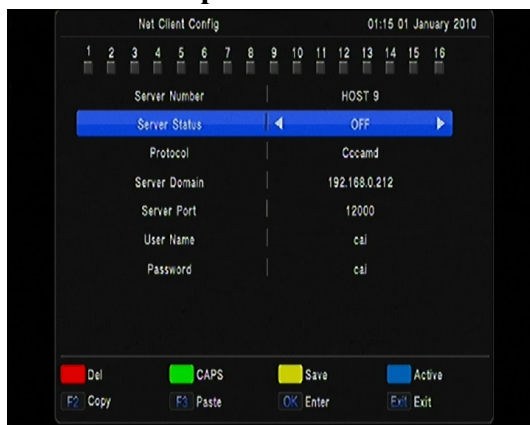 Net Client Config 01:15 01 January 2010
1 2 3 4 5 6 7 8 9 10 11 12 13 14 15 16
Server Number HOST 9
Server Status OFF
Protocol Cccamd
Server Domain 192.168.0.212
Server Port 12000
User Name cai
Password cai
Del CAPS Save Active
F2 Copy F3 Paste OK Enter Exit Exit